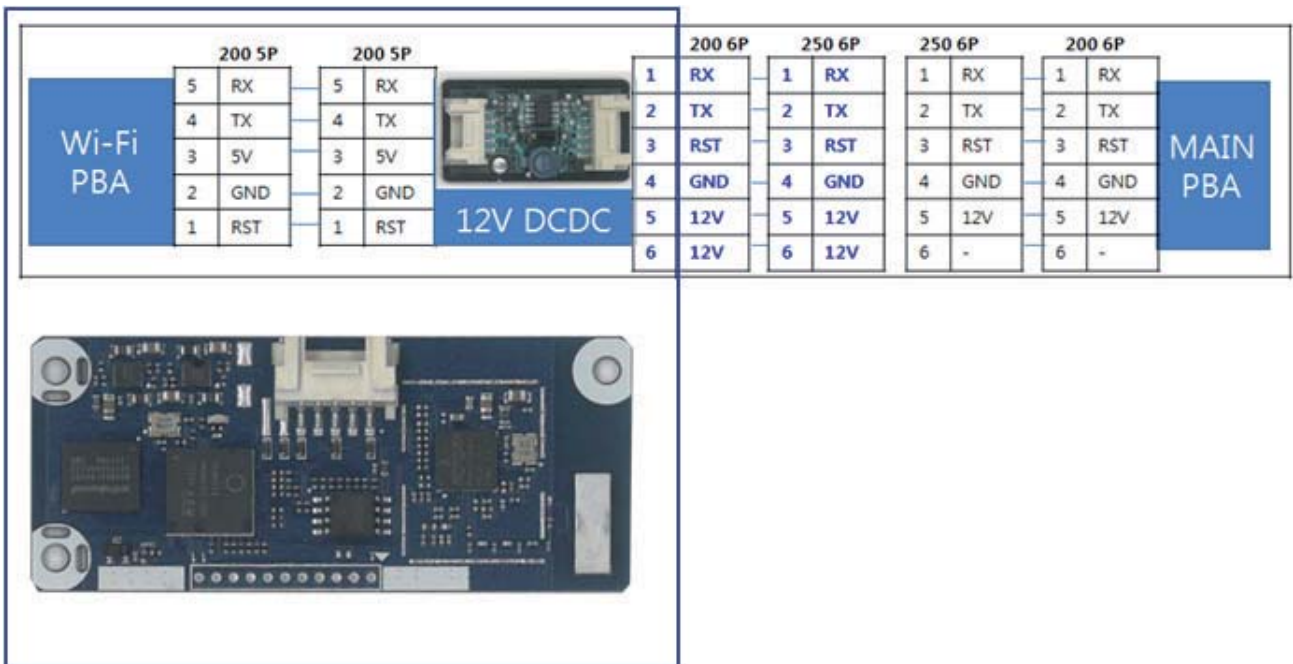 200 5P 200 5P 200 6P 250 6P 250 6P 200 6P
5 RX 5 RX 1 RX 1 RX 1 RX 1 RX
4 TX 4 TX 2 TX 2 TX 2 TX 2 TX
3 5V 3 5V 3 RST 3 RST 3 RST 3 RST
2 GND 2 GND 4 GND 4 GND 4 GND 4 GND
1 RST 1 RST 5 12V 5 12V 5 12V 5 12V
6 12V 6 12V 6 - 6 -
Wi-Fi
PBA
12V DCDC
MAIN
PBA